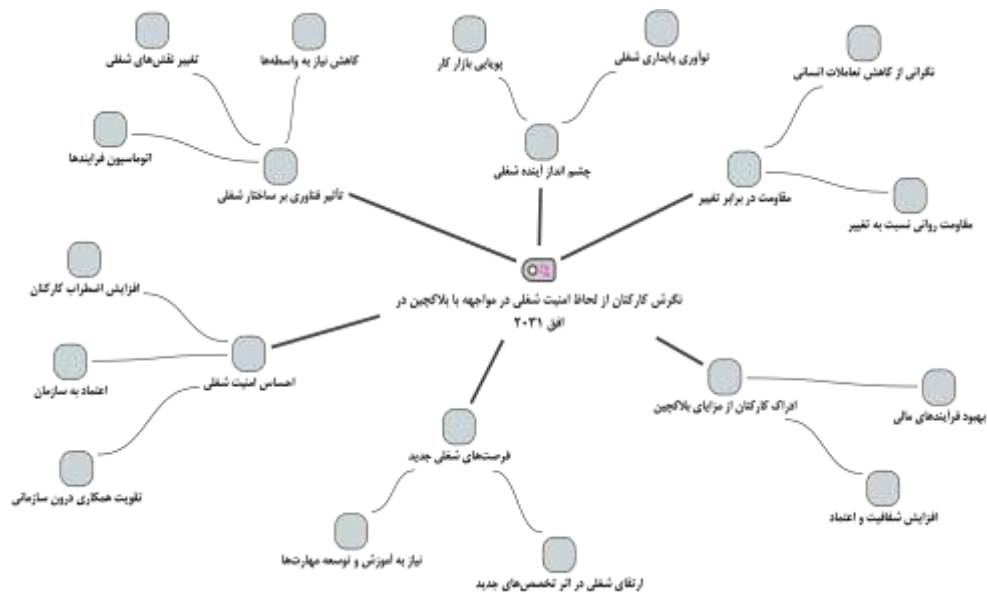 نوآوری پایداری شغلی
پویایی بازار کار
کاهش نیاز به واسطه‌ها
تغییر نقش‌های شغلی
نگرانی از کاهش تعاملات انسانی
اتوماسیون فرایندها
چشم انداز آینده شغلی
تأثیر فناوری بر ساختار شغلی
مقاومت در برابر تغییر
مقاومت روانی نسبت به تغییر
افزایش اضطراب کارکنان
نگرش کارکنان از لحاظ امنیت شغلی در مواجهه با بلاکچین در
افق ۲۰۳۱
احساس امنیت شغلی
اعتماد به سازمان
ادراک کارکنان از مزایای بلاکچین
بهبود فرآیندهای مالی
فرصت‌های شغلی جدید
تقویت همکاری درون سازمانی
افزایش شفافیت و اعتماد
نیاز به آموزش و توسعه مهارت‌ها
ارتقای شغلی در اثر تخصص‌های جدید